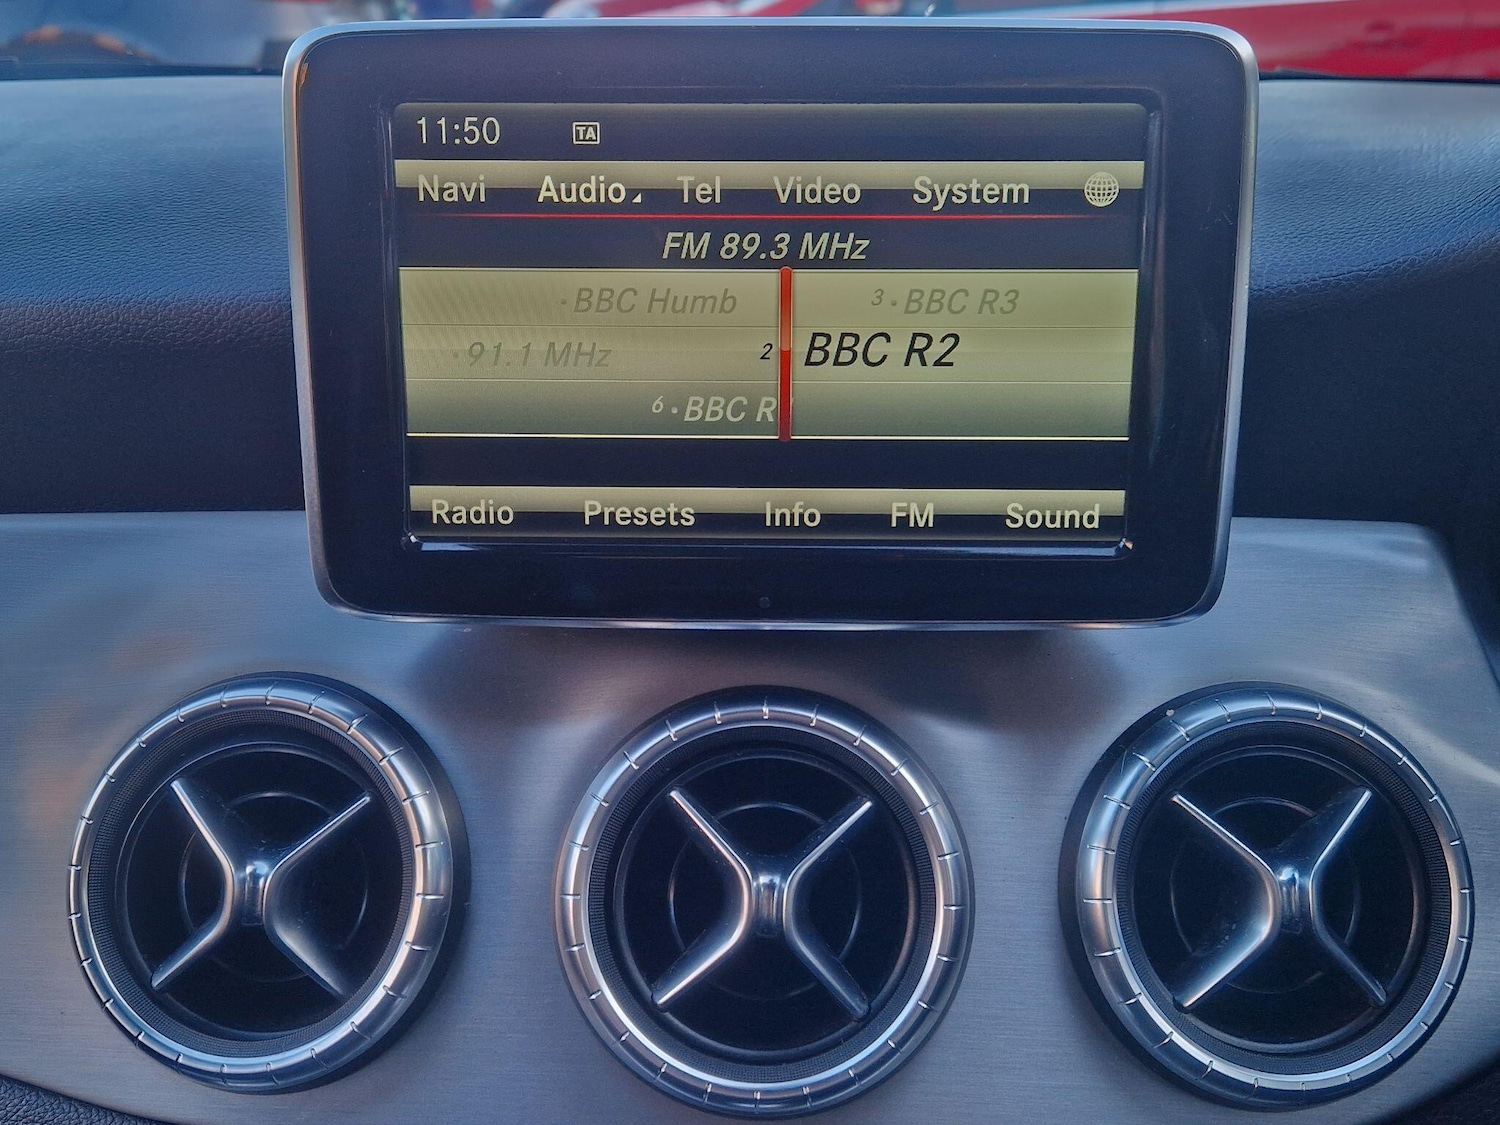 11:50 TA
Navi Audio Tel Video System
FM 89.3 MHz
BBC Humb 3 BBC R3
91.1 MHz 2 BBC R2
6 BBC R
Radio Presets Info FM Sound